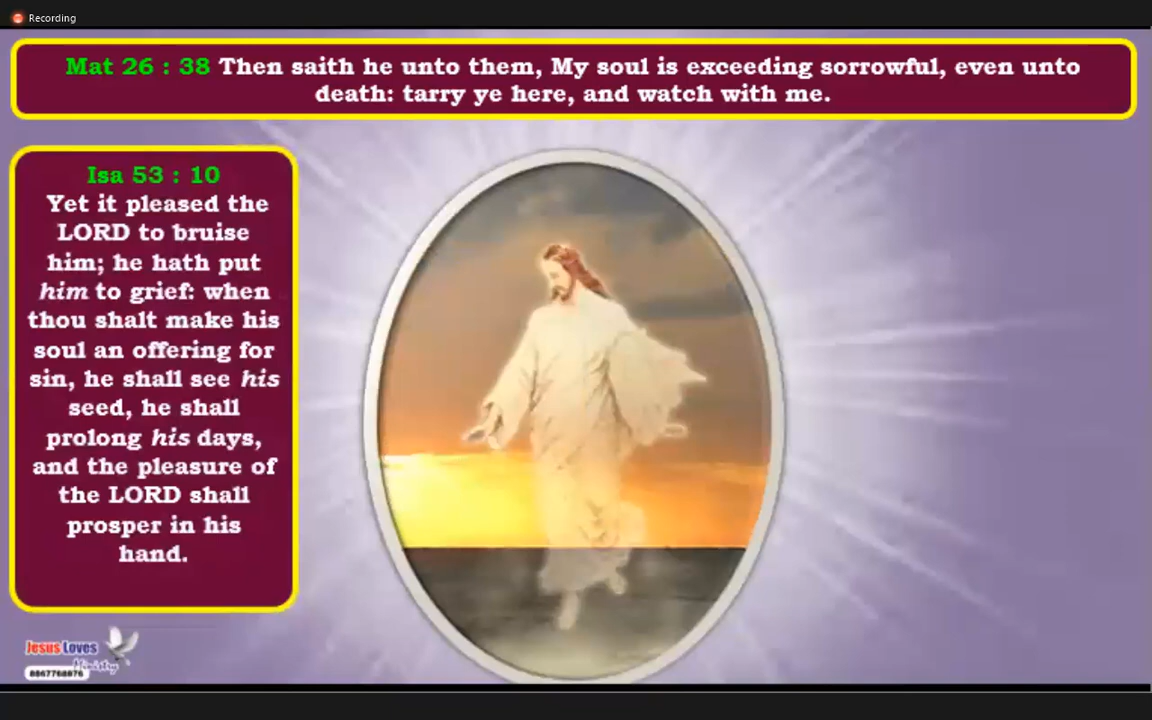 Recording
Mat 26 : 38 Then saith he unto them, My soul is exceeding sorrowful, even unto
death: tarry ye here, and watch with me.
Isa 53 : 10
Yet it pleased the
LORD to bruise
him; he hath put
him to grief: when
thou shalt make his
soul an offering for
sin, he shall see his
seed, he shall
prolong his days,
and the pleasure of
the LORD shall
prosper in his
hand.
Jesus Loves
Ministry
8867768876